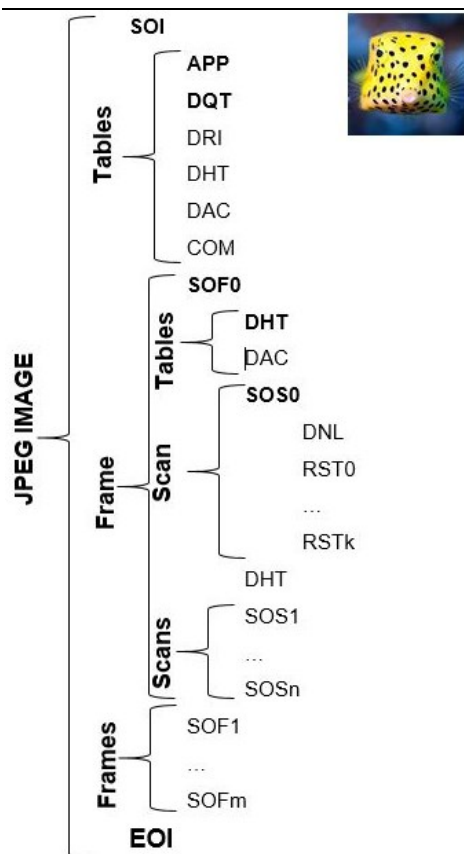 SOI
APP
DQT
DRI
DHT
DAC
COM
Tables
SOF0
Tables
DHT
DAC
SOS0
JPEG IMAGE
Frame
Scan
DNL
RST0
...
RSTk
DHT
Scans
SOS1
...
SOSn
Frames
SOF1
...
SOFm
EOI